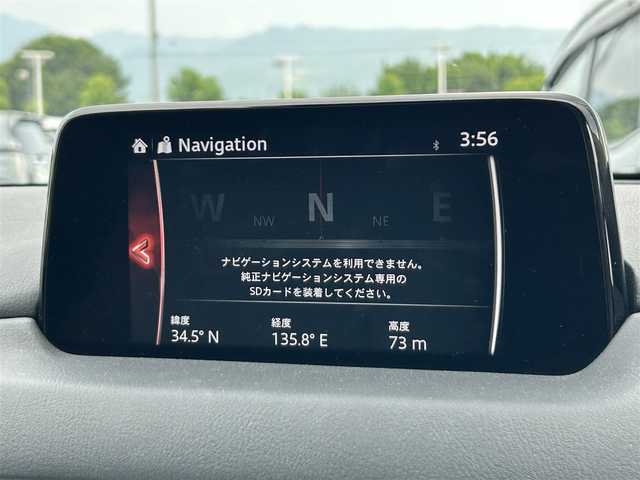 Navigation
3:56
W NW N NE E
ナビゲーションシステムを利用できません。
純正ナビゲーションシステム専用の
SDカードを装着してください。
緯度 経度 高度
34.5° N 135.8° E 73 m